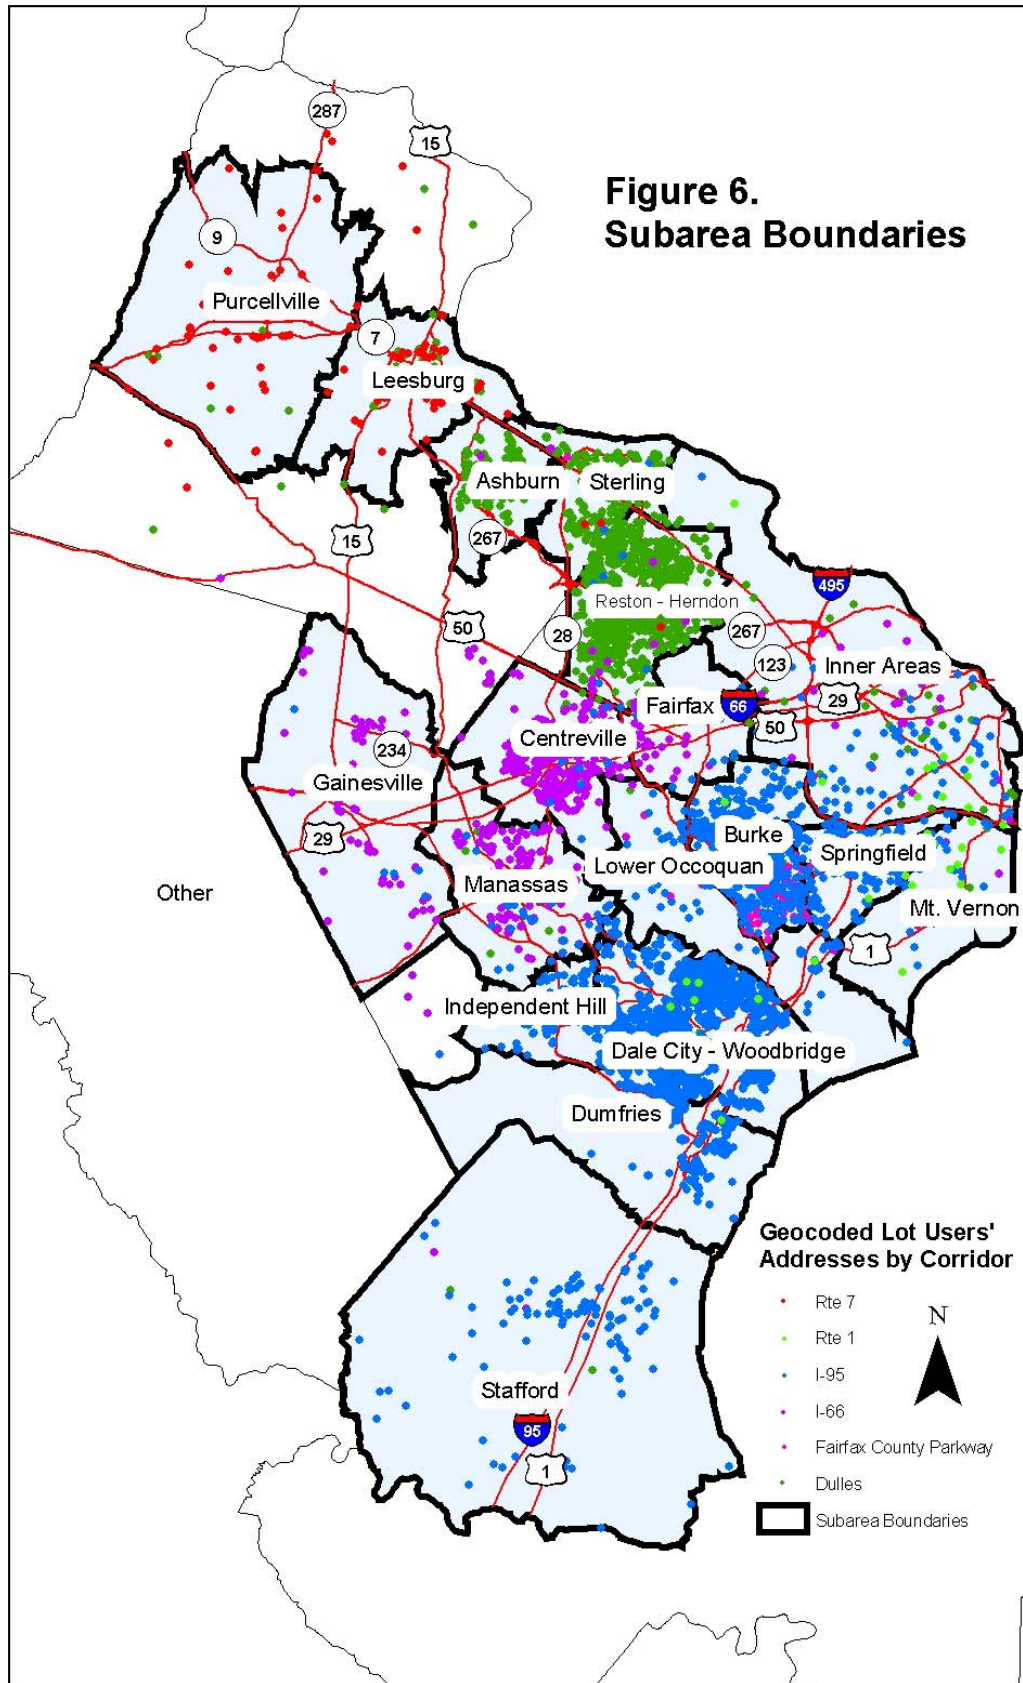 Figure 6.
Subarea Boundaries
287
15
9
Purcellville
7
Leesburg
Ashburn
Sterling
267
15
495
Reston - Herndon
50
28
267
123
Inner Areas
29
Fairfax
66
50
Centreville
234
Gainesville
29
Burke
Springfield
Lower Occoquan
Manassas
Other
Mt. Vernon
1
Independent Hill
Dale City - Woodbridge
Dumfries
Geocoded Lot Users'
Addresses by Corridor
Rte 7
Rte 1
I-95
I-66
Fairfax County Parkway
Dulles
Subarea Boundaries
N
Stafford
95
1